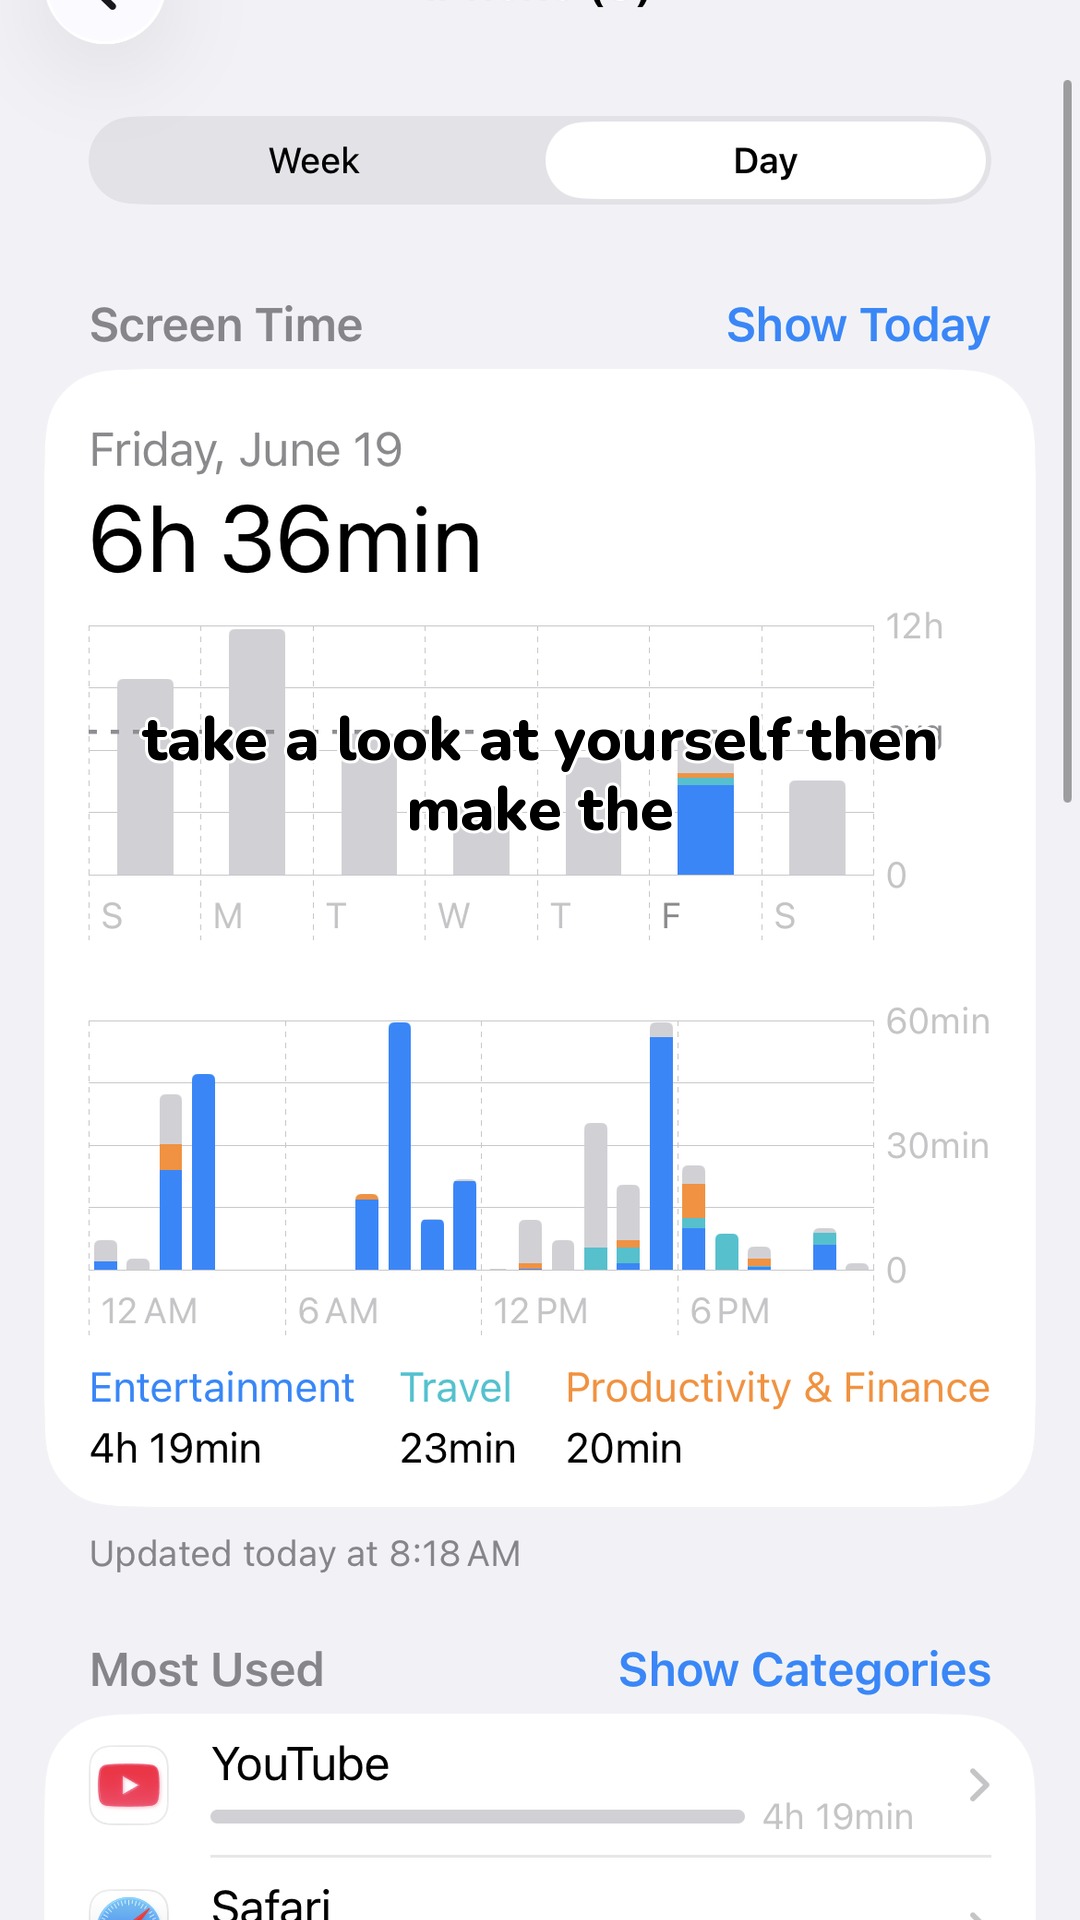 Week
Day
Screen Time
Show Today
Friday, June 19
6h 36min
12h
take a look at yourself then
make the
0
S M T W T F S
60min
30min
0
12 AM 6 AM 12 PM 6 PM
Entertainment Travel Productivity & Finance
4h 19min 23min 20min
Updated today at 8:18 AM
Most Used
Show Categories
YouTube
4h 19min
Safari